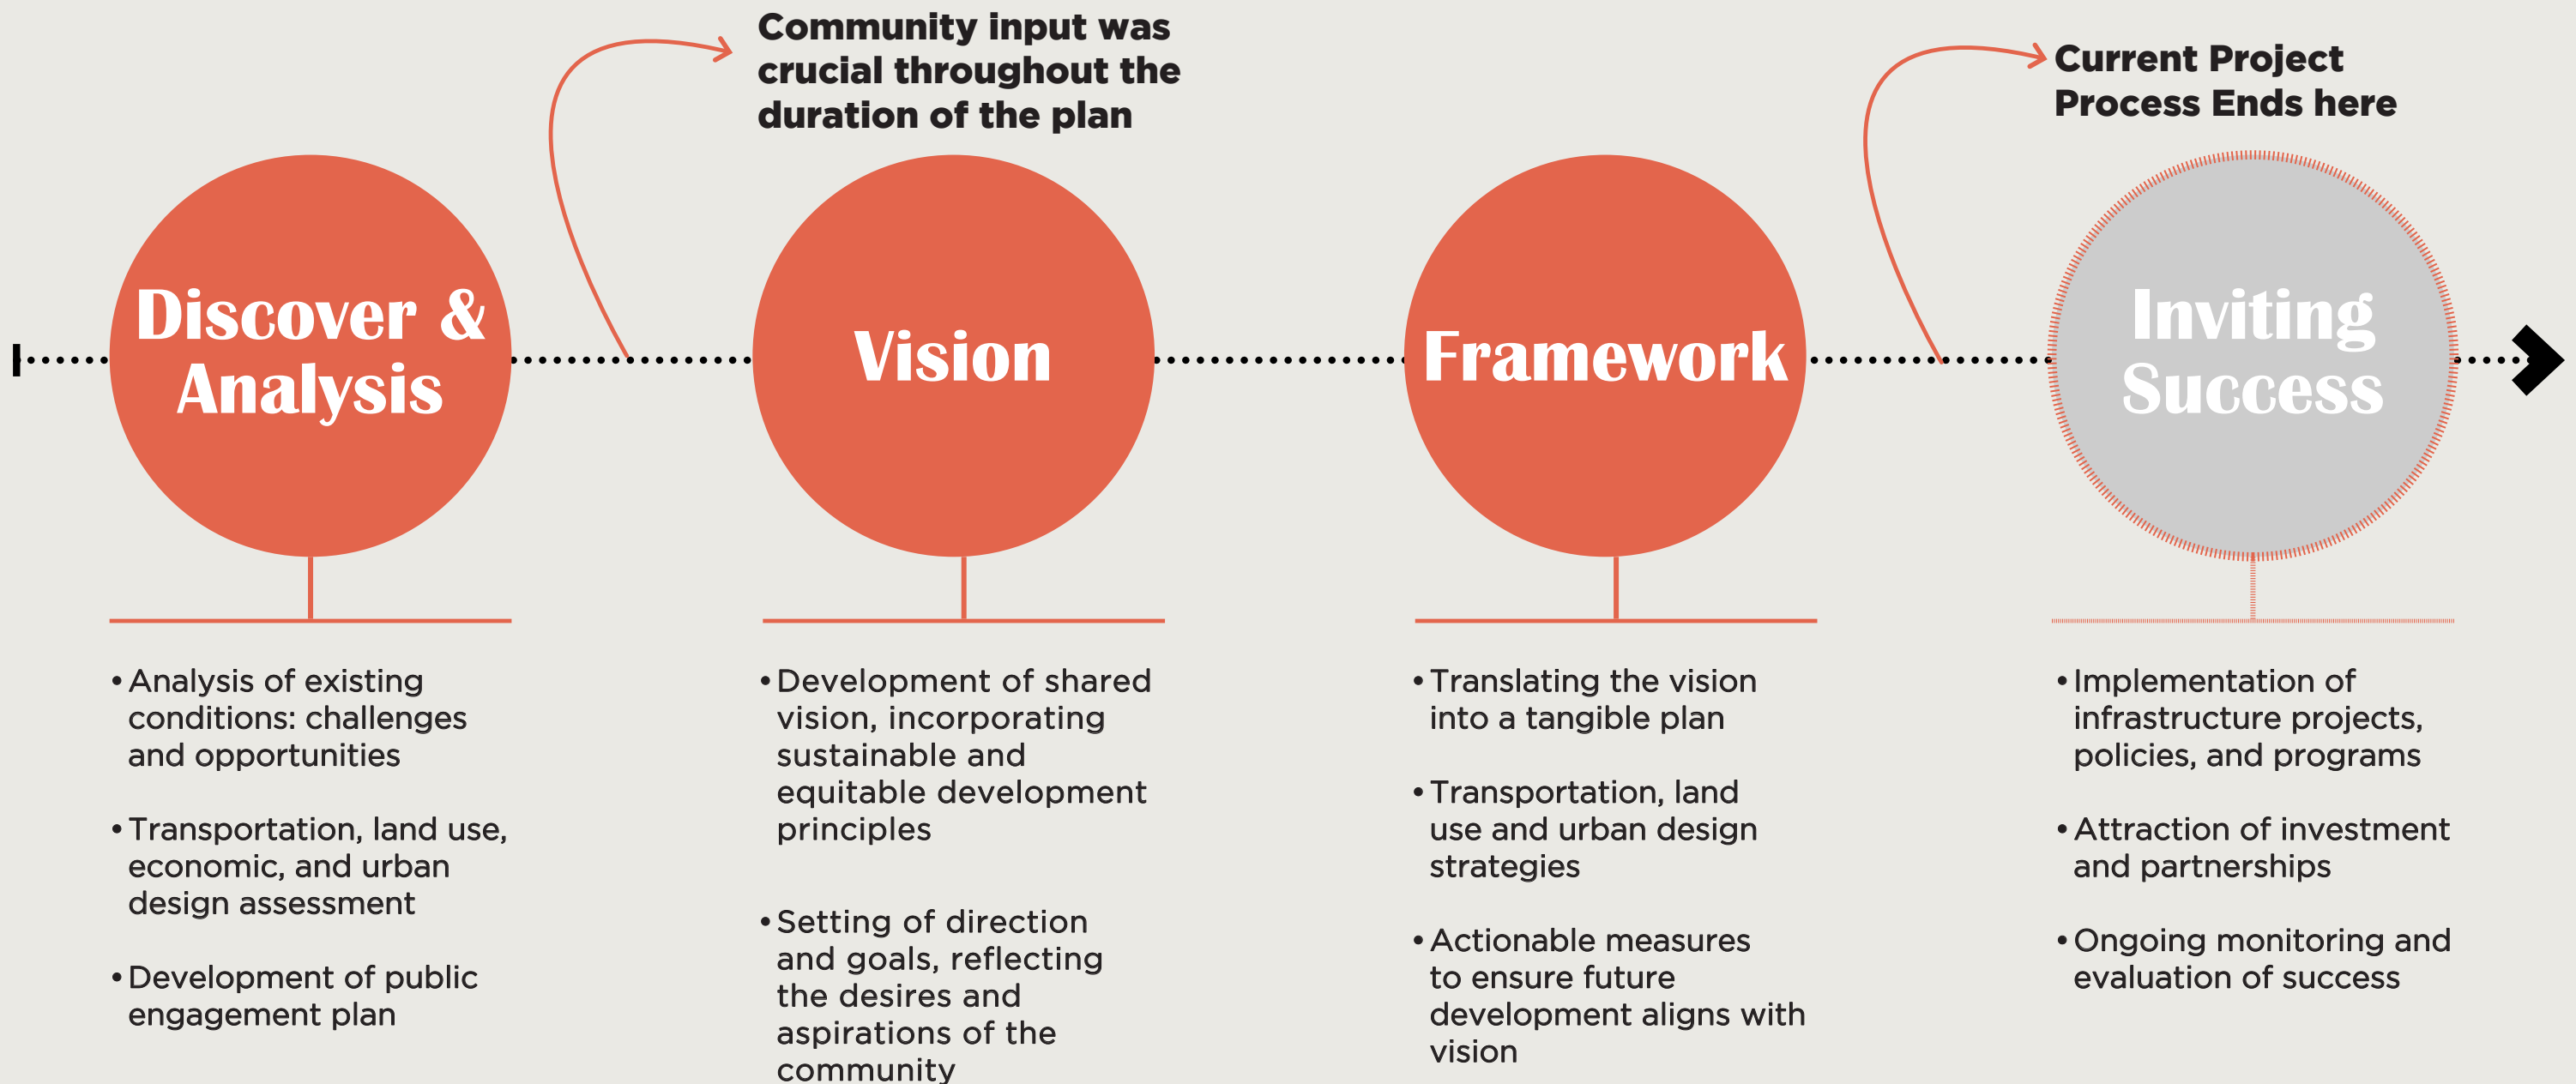 Community input was
crucial throughout the
duration of the plan
Current Project
Process Ends here
Discover &
Analysis
Vision
Framework
Inviting
Success
• Analysis of existing
conditions: challenges
and opportunities
• Transportation, land use,
economic, and urban
design assessment
• Development of public
engagement plan
• Development of shared
vision, incorporating
sustainable and
equitable development
principles
• Setting of direction
and goals, reflecting
the desires and
aspirations of the
community
• Translating the vision
into a tangible plan
• Transportation, land
use and urban design
strategies
• Actionable measures
to ensure future
development aligns with
vision
• Implementation of
infrastructure projects,
policies, and programs
• Attraction of investment
and partnerships
• Ongoing monitoring and
evaluation of success